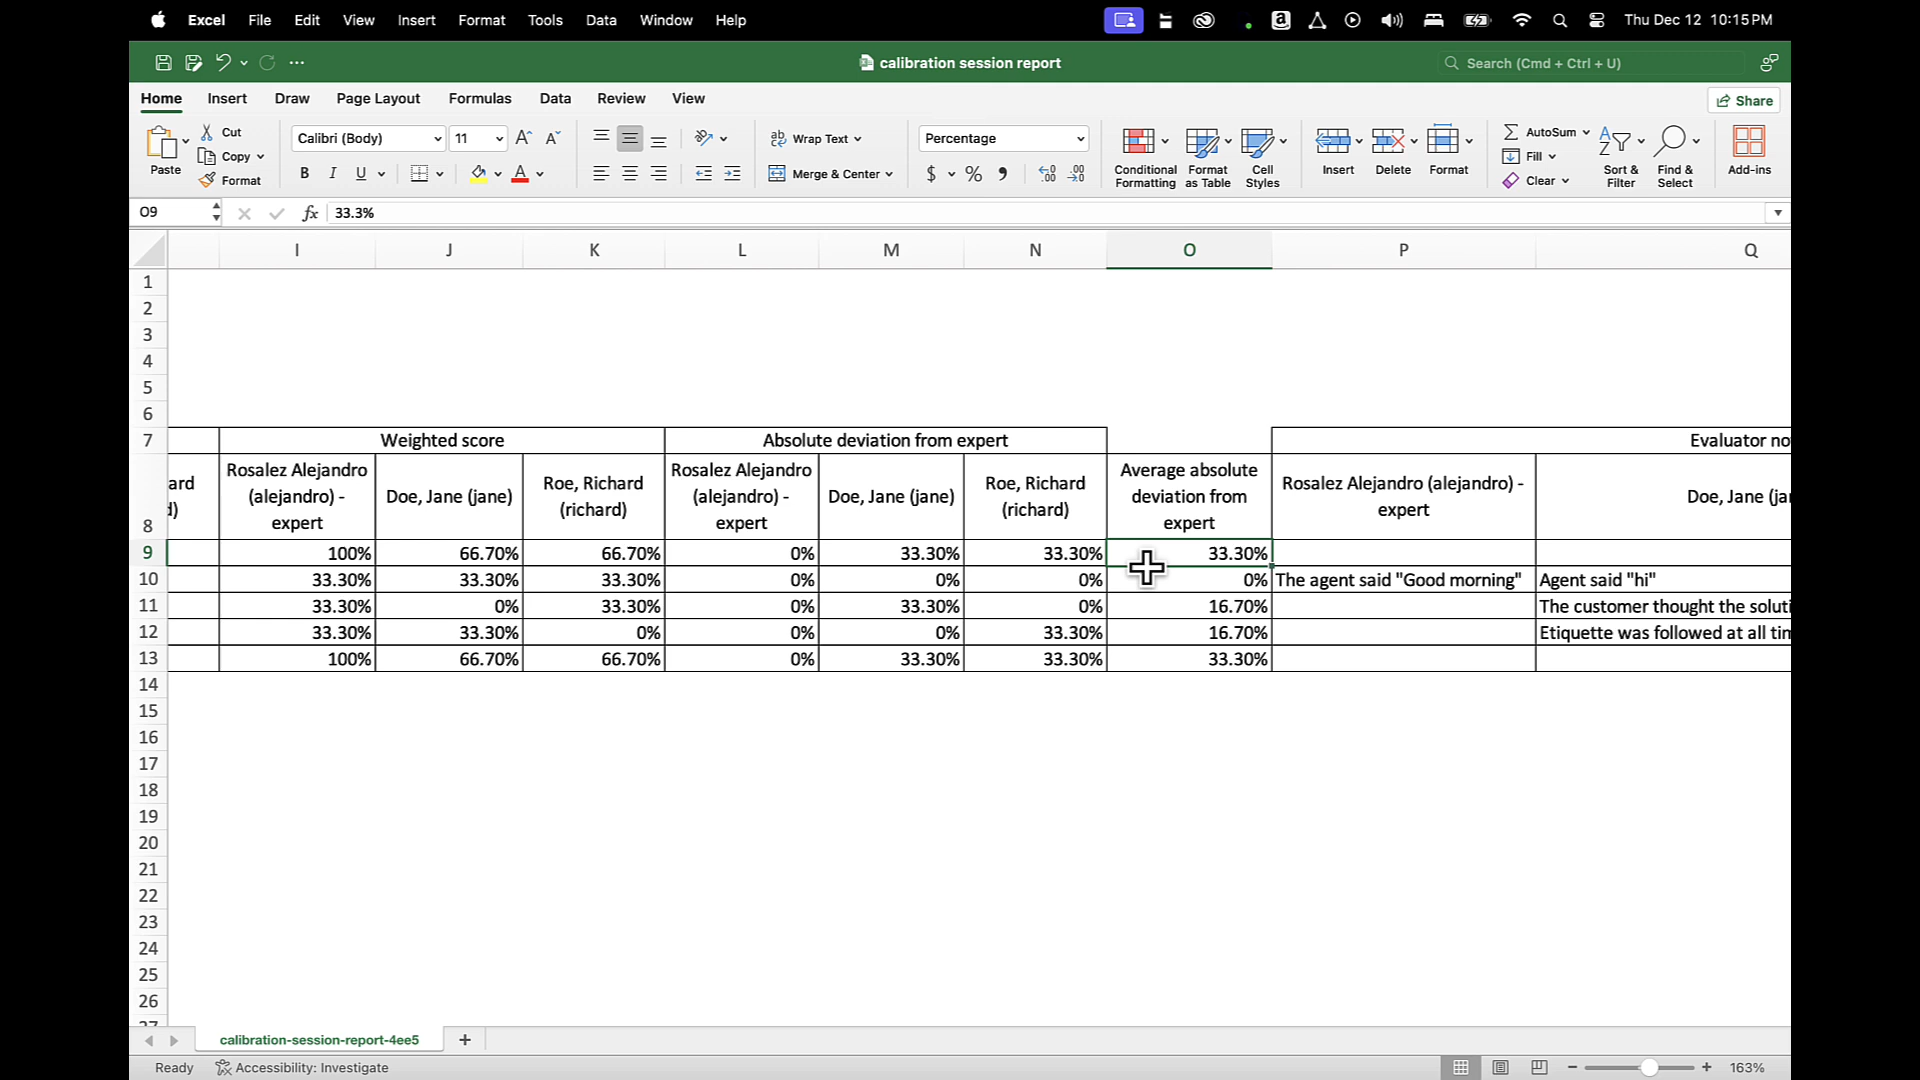 Excel File Edit View Insert Format Tools Data Window Help Thu Dec 12 10:15 PM
calibration session report Search (Cmd + Ctrl + U)
Home Insert Draw Page Layout Formulas Data Review View Share
Paste Cut Copy Format
Calibri (Body) 11
B I U
Wrap Text
Merge & Center
Percentage
$ %
Conditional Formatting
Format as Table
Cell Styles
Insert Delete Format
AutoSum
Fill
Clear
Sort & Filter
Find & Select
Add-ins
O9 fx 33.3%
I J K L M N O P Q
1
2
3
4
5
6
7 Weighted score Absolute deviation from expert Evaluator no
8 ard d) Rosalez Alejandro (alejandro) - expert Doe, Jane (jane) Roe, Richard (richard) Rosalez Alejandro (alejandro) - expert Doe, Jane (jane) Roe, Richard (richard) Average absolute deviation from expert Rosalez Alejandro (alejandro) - expert Doe, Jane (jan
9 100% 66.70% 66.70% 0% 33.30% 33.30% 33.30%
10 33.30% 33.30% 33.30% 0% 0% 0% 0% The agent said "Good morning" Agent said "hi"
11 33.30% 0% 33.30% 0% 33.30% 0% 16.70% The customer thought the soluti
12 33.30% 33.30% 0% 0% 0% 33.30% 16.70% Etiquette was followed at all tim
13 100% 66.70% 66.70% 0% 33.30% 33.30% 33.30%
14
15
16
17
18
19
20
21
22
23
24
25
26
27
calibration-session-report-4ee5
Ready Accessibility: Investigate 163%